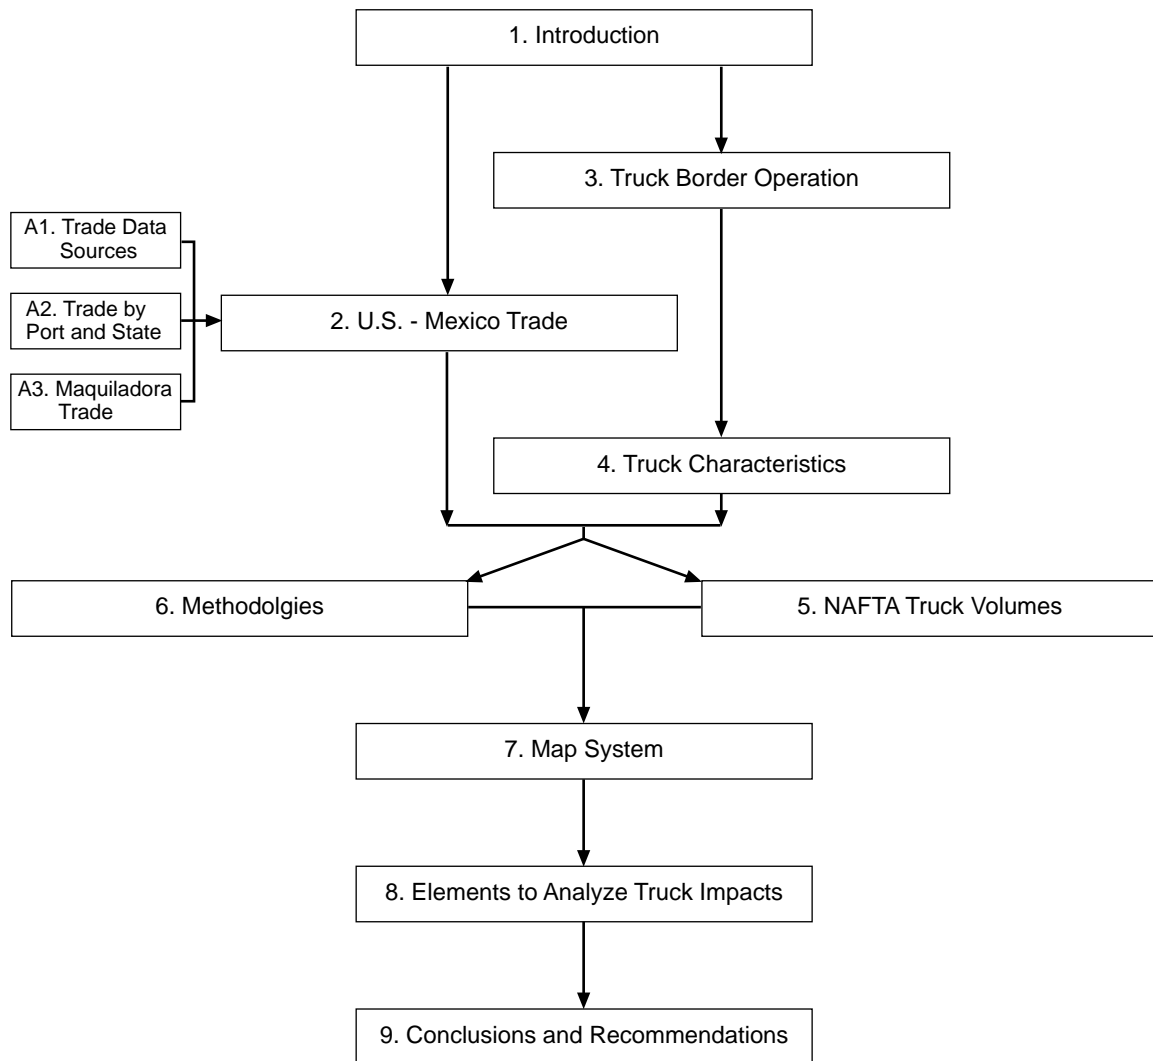 1. Introduction
3. Truck Border Operation
A1. Trade Data
Sources
A2. Trade by
Port and State
2. U.S. - Mexico Trade
A3. Maquiladora
Trade
4. Truck Characteristics
6. Methodolgies
5. NAFTA Truck Volumes
7. Map System
8. Elements to Analyze Truck Impacts
9. Conclusions and Recommendations